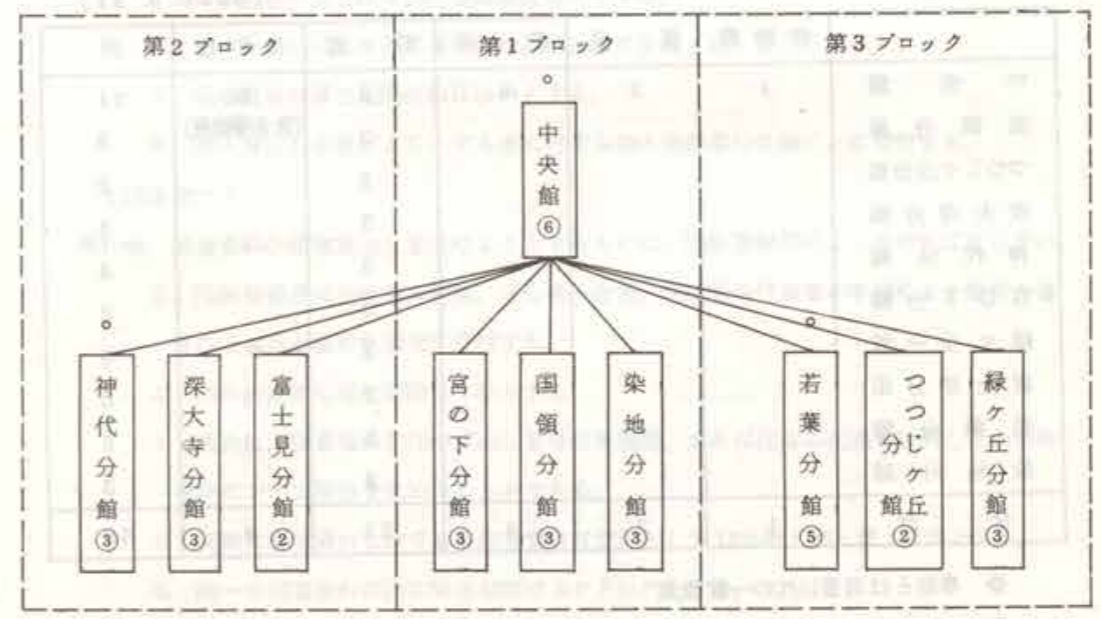 第2ブロック
第1ブロック
第3ブロック
中央館⑥
神代分館③
深大寺分館③
富士見分館②
宮の下分館③
国領分館③
染地分館③
若葉分館⑤
つつじケ丘
分館②
緑ケ丘分館③